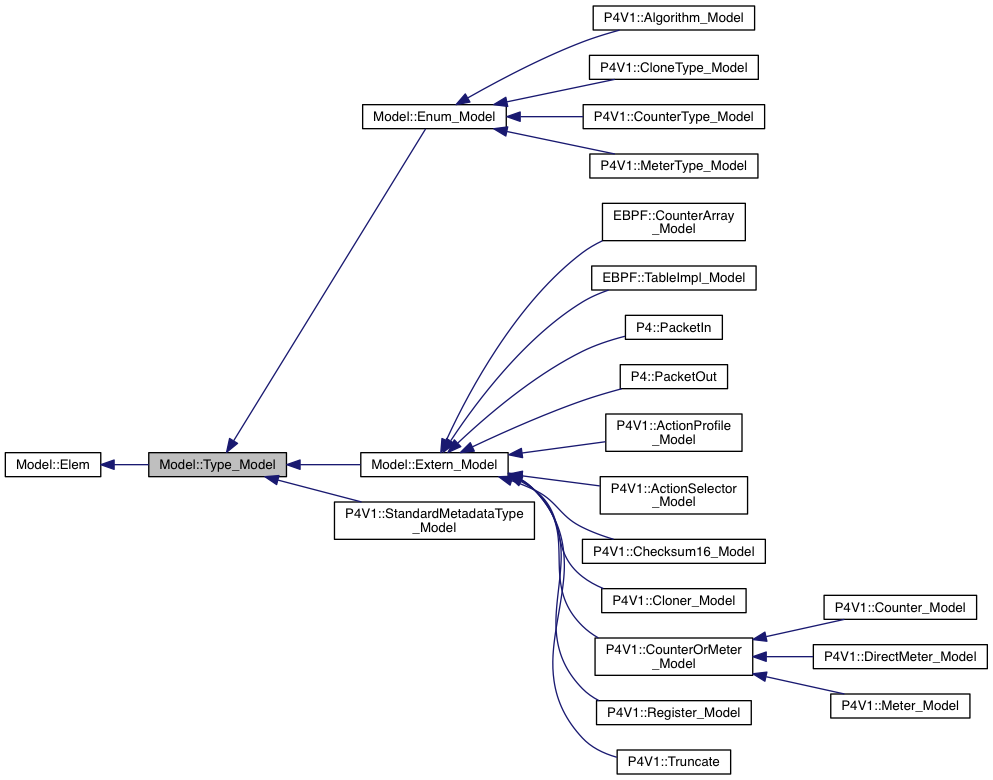 P4V1::Algorithm_Model
P4V1::CloneType_Model
Model::Enum_Model
P4V1::CounterType_Model
P4V1::MeterType_Model
EBPF::CounterArray
_Model
EBPF::TableImpl_Model
P4::PacketIn
P4::PacketOut
P4V1::ActionProfile
_Model
Model::Elem
Model::Type_Model
Model::Extern_Model
P4V1::ActionSelector
_Model
P4V1::StandardMetadataType
_Model
P4V1::Checksum16_Model
P4V1::Cloner_Model
P4V1::Counter_Model
P4V1::CounterOrMeter
_Model
P4V1::DirectMeter_Model
P4V1::Meter_Model
P4V1::Register_Model
P4V1::Truncate